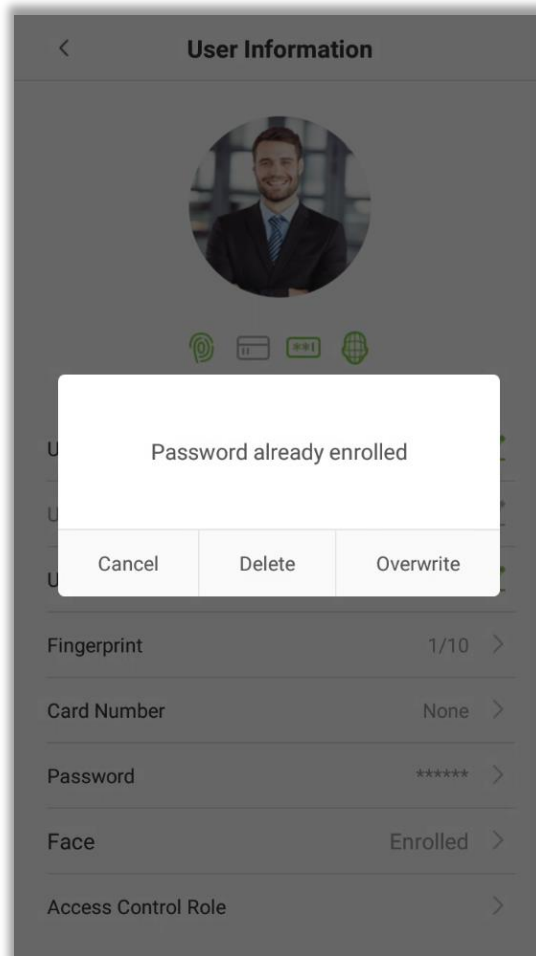 User Information
**I
Password already enrolled
U
U
Cancel Delete Overwrite
U
Fingerprint 1/10
Card Number None
Password ******
Face Enrolled
Access Control Role